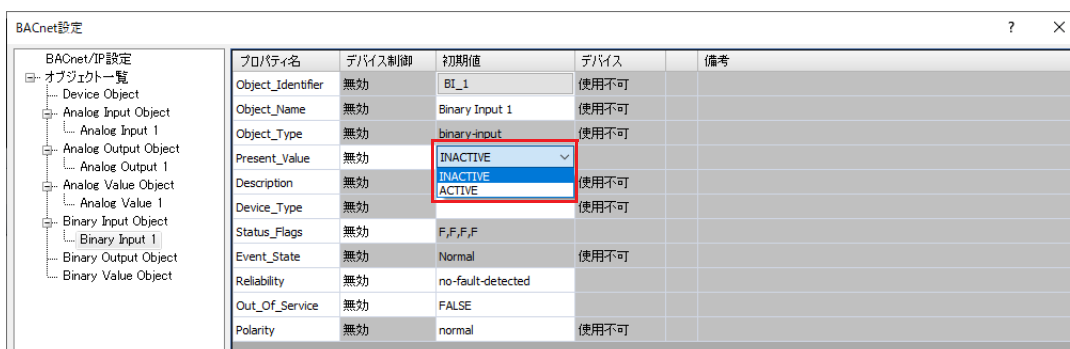 BACnet設定
?
×
BACnet/IP設定
オブジェクト一覧
Device Object
Analog Input Object
Analog Input 1
Analog Output Object
Analog Output 1
Analog Value Object
Analog Value 1
Binary Input Object
Binary Input 1
Binary Output Object
Binary Value Object
プロパティ名 デバイス制御 初期値 デバイス 備考
Object_Identifier 無効 BI_1 使用不可
Object_Name 無効 Binary Input 1 使用不可
Object_Type 無効 binary-input 使用不可
Present_Value 無効 INACTIVE
INACTIVE
ACTIVE
Description 無効 使用不可
Device_Type 無効 使用不可
Status_Flags 無効 F,F,F,F
Event_State 無効 Normal 使用不可
Reliability 無効 no-fault-detected
Out_Of_Service 無効 FALSE
Polarity 無効 normal 使用不可